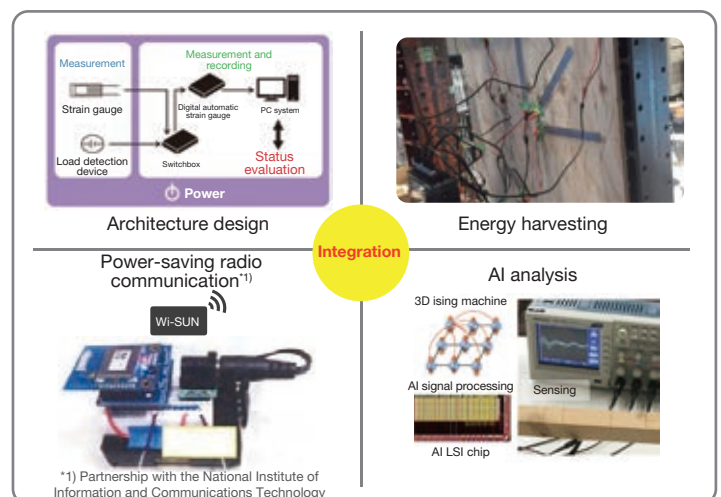 Measurement
Measurement and
recording
Strain gauge
Digital automatic
strain gauge
PC system
Load detection
device
Switchbox
Status
evaluation
Power
Architecture design
Energy harvesting
Integration
Power-saving radio
communication*1)
Wi-SUN
*1) Partnership with the National Institute of
Information and Communications Technology
AI analysis
3D ising machine
AI signal processing
Sensing
AI LSI chip